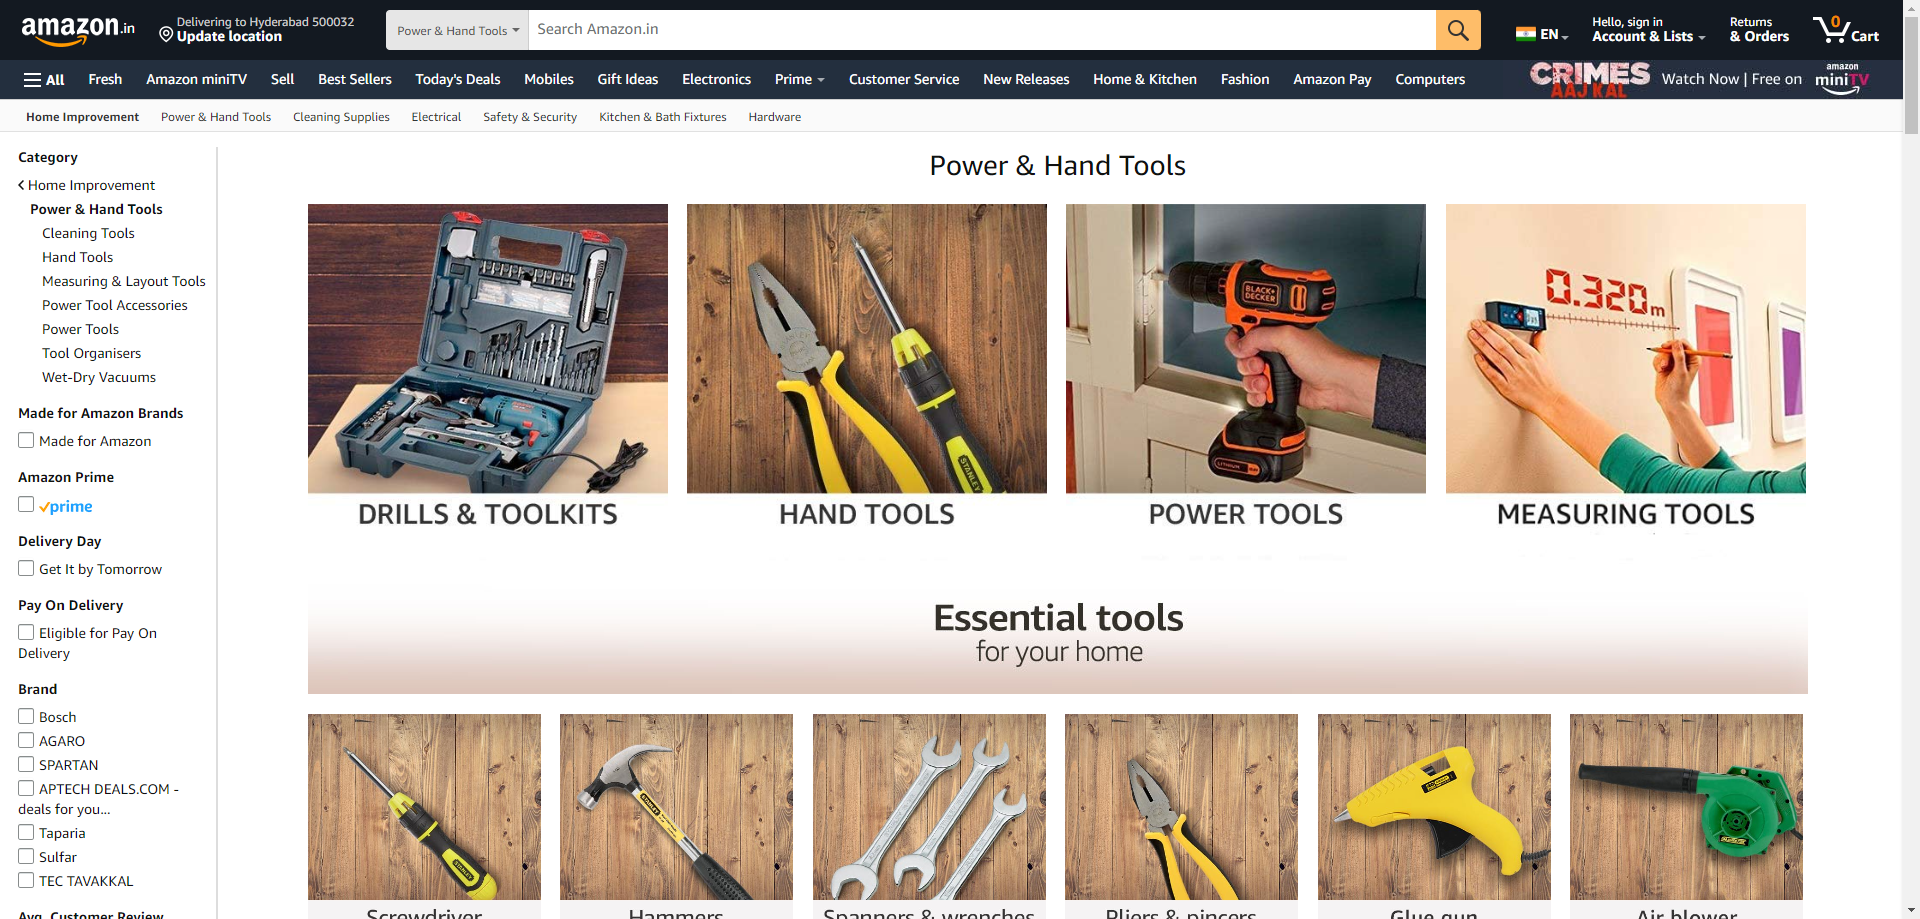 amazon.in
Delivering to Hyderabad 500032
Update location
Power & Hand Tools
Search Amazon.in
EN
Hello, sign in
Account & Lists
Returns
& Orders
0
Cart
All
Fresh
Amazon miniTV
Sell
Best Sellers
Today's Deals
Mobiles
Gift Ideas
Electronics
Prime
Customer Service
New Releases
Home & Kitchen
Fashion
Amazon Pay
Computers
CRIMES
AAJ KAL
Watch Now | Free on
amazon
miniTV
Home Improvement
Power & Hand Tools
Cleaning Supplies
Electrical
Safety & Security
Kitchen & Bath Fixtures
Hardware
Category
Home Improvement
Power & Hand Tools
Cleaning Tools
Hand Tools
Measuring & Layout Tools
Power Tool Accessories
Power Tools
Tool Organisers
Wet-Dry Vacuums
Made for Amazon Brands
Made for Amazon
Amazon Prime
prime
Delivery Day
Get It by Tomorrow
Pay On Delivery
Eligible for Pay On
Delivery
Brand
Bosch
AGARO
SPARTAN
APTECH DEALS.COM -
deals for you...
Taparia
Sulfar
TEC TAVAKKAL
Avg. Customer Review
Power & Hand Tools
STANLEY
BLACK+
DECKER
LITHIUM
0.320m
DRILLS & TOOLKITS
HAND TOOLS
POWER TOOLS
MEASURING TOOLS
Essential tools
for your home
STANLEY
STANLEY
Screwdriver
Hammers
Spanners & wrenches
Pliers & pincers
Glue gun
Air blower